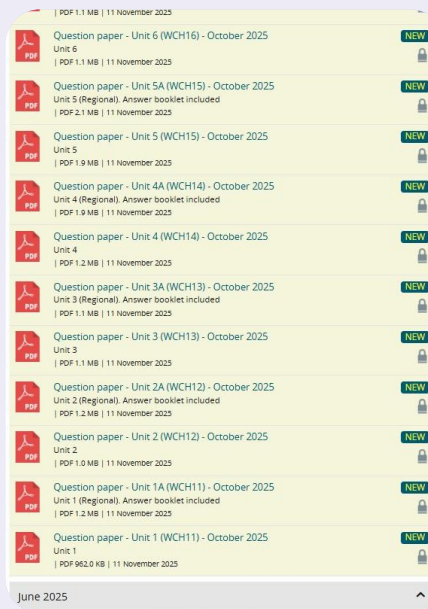 | PDF 1.1 MB | 11 November 2025
Question paper - Unit 6 (WCH16) - October 2025
NEW
Unit 6
| PDF 1.1 MB | 11 November 2025
PDF
Question paper - Unit 5A (WCH15) - October 2025
NEW
Unit 5 (Regional). Answer booklet included
| PDF 2.1 MB | 11 November 2025
PDF
Question paper - Unit 5 (WCH15) - October 2025
NEW
Unit 5
| PDF 1.9 MB | 11 November 2025
PDF
Question paper - Unit 4A (WCH14) - October 2025
NEW
Unit 4 (Regional). Answer booklet included
| PDF 1.9 MB | 11 November 2025
PDF
Question paper - Unit 4 (WCH14) - October 2025
NEW
Unit 4
| PDF 1.2 MB | 11 November 2025
PDF
Question paper - Unit 3A (WCH13) - October 2025
NEW
Unit 3 (Regional). Answer booklet included
| PDF 1.1 MB | 11 November 2025
PDF
Question paper - Unit 3 (WCH13) - October 2025
NEW
Unit 3
| PDF 1.1 MB | 11 November 2025
PDF
Question paper - Unit 2A (WCH12) - October 2025
NEW
Unit 2 (Regional). Answer booklet included
| PDF 1.2 MB | 11 November 2025
PDF
Question paper - Unit 2 (WCH12) - October 2025
NEW
Unit 2
| PDF 1.0 MB | 11 November 2025
PDF
Question paper - Unit 1A (WCH11) - October 2025
NEW
Unit 1 (Regional). Answer booklet included
| PDF 1.2 MB | 11 November 2025
PDF
Question paper - Unit 1 (WCH11) - October 2025
NEW
Unit 1
| PDF 962.0 KB | 11 November 2025
PDF
June 2025